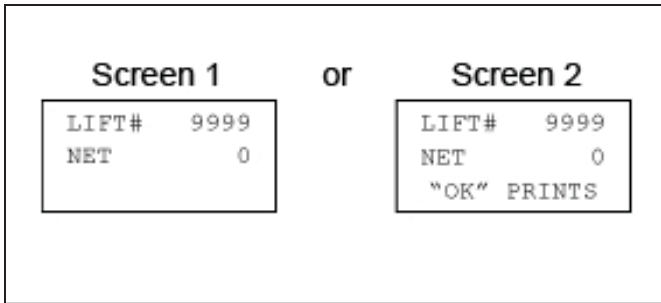 Screen 1 or Screen 2
LIFT# 9999 LIFT# 9999
NET 0 NET 0
"OK" PRINTS